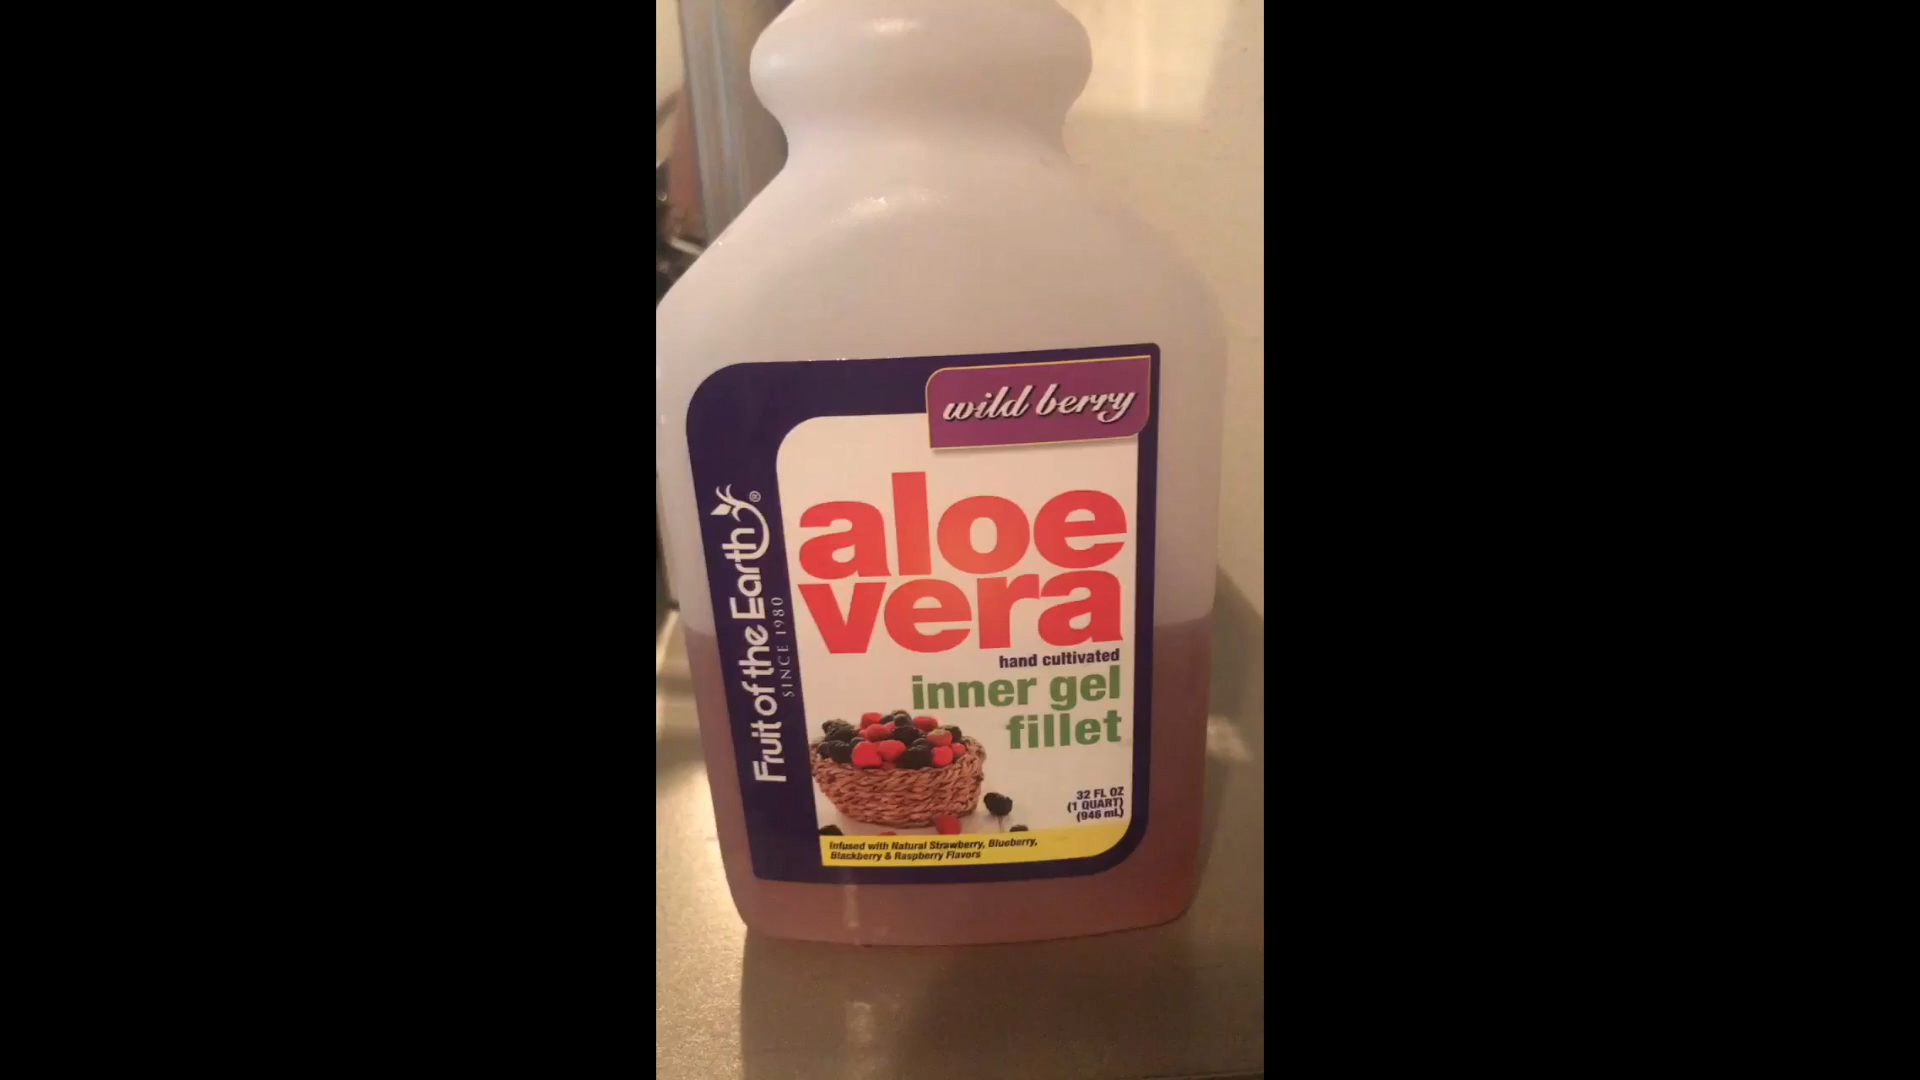 wild berry
aloe
vera
hand cultivated
inner gel
fillet
Fruit of the Earth®
SINCE 1980
32 FL OZ
(1 QUART)
(946 mL)
Infused with Natural Strawberry, Blueberry,
Blackberry & Raspberry Flavors